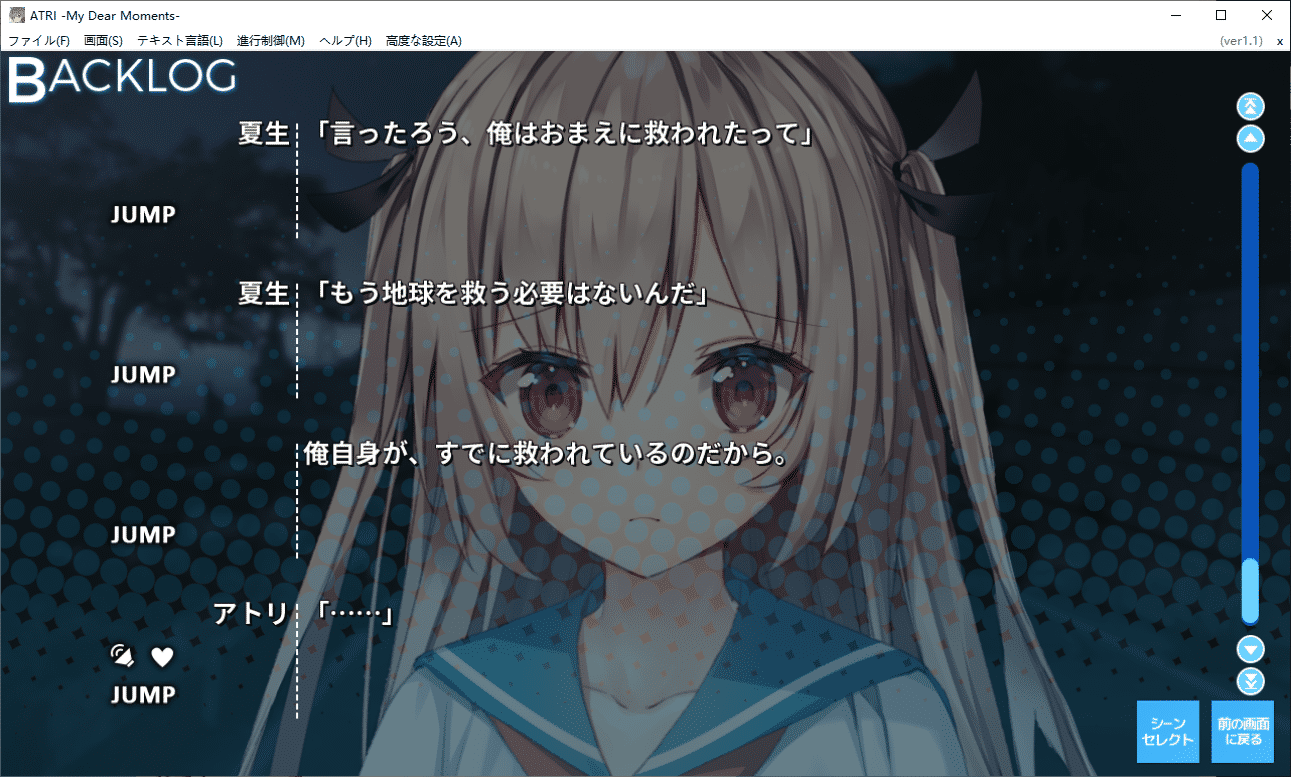 ATRI -My Dear Moments-
ファイル(F) 画面(S) テキスト言語(L) 進行制御(M) ヘルプ(H) 高度な設定(A) (ver1.1) x
BACKLOG
夏生 「言ったろう、俺はおまえに救われたって」
JUMP
夏生 「もう地球を救う必要はないんだ」
JUMP
俺自身が、すでに救われているのだから。
JUMP
アトリ 「……」
JUMP
シーン
セレクト
前の画面
に戻る